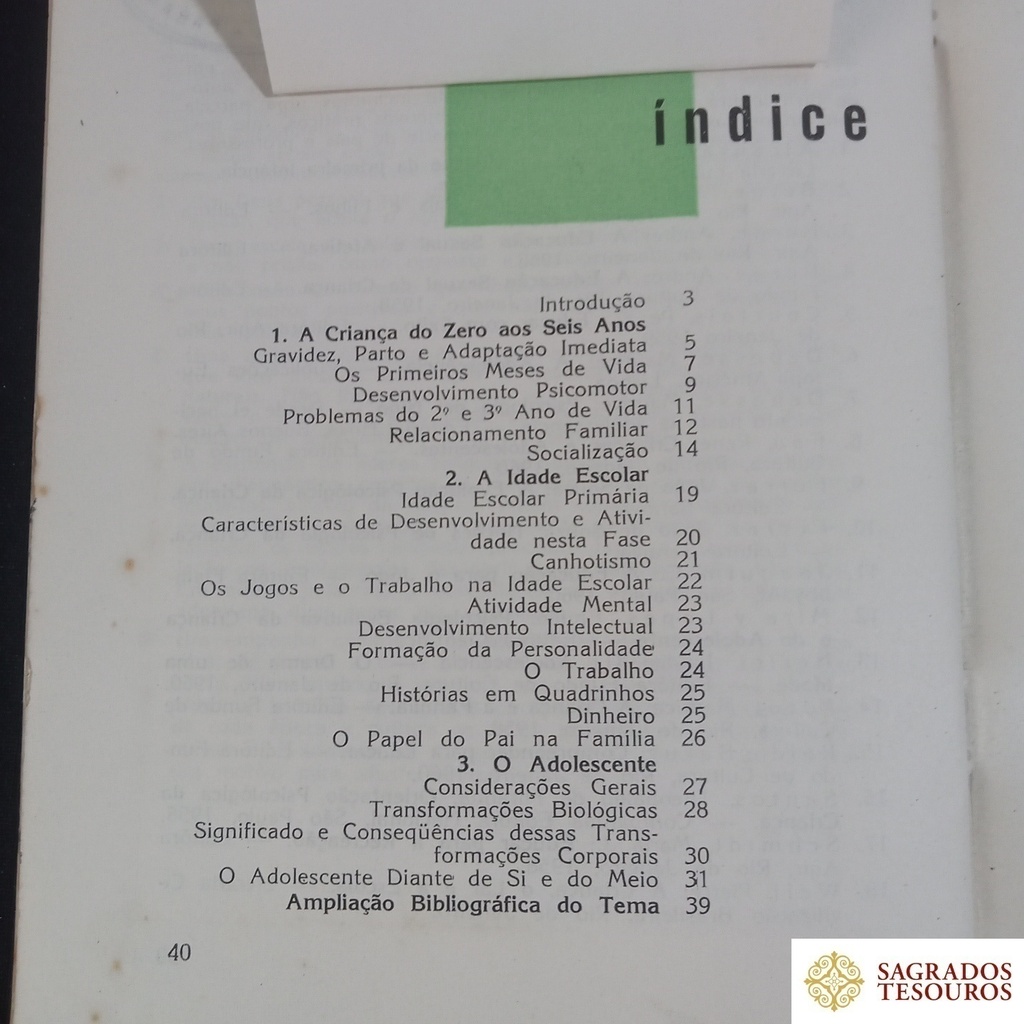 índice
Introdução 3
1. A Criança do Zero aos Seis Anos
Gravidez, Parto e Adaptação Imediata 5
Os Primeiros Meses de Vida 7
Desenvolvimento Psicomotor 9
Problemas do 2º e 3º Ano de Vida 11
Relacionamento Familiar 12
Socialização 14
2. A Idade Escolar
Idade Escolar Primária 19
Características de Desenvolvimento e Ativi-
dade nesta Fase 20
Canhotismo 21
Os Jogos e o Trabalho na Idade Escolar 22
Atividade Mental 23
Desenvolvimento Intelectual 23
Formação da Personalidade 24
O Trabalho 24
Histórias em Quadrinhos 25
Dinheiro 25
O Papel do Pai na Família 26
3. O Adolescente
Considerações Gerais 27
Transformações Biológicas 28
Significado e Conseqüências dessas Trans-
formações Corporais 30
O Adolescente Diante de Si e do Meio 31
Ampliação Bibliográfica do Tema 39
40
SAGRADOS
TESOUROS